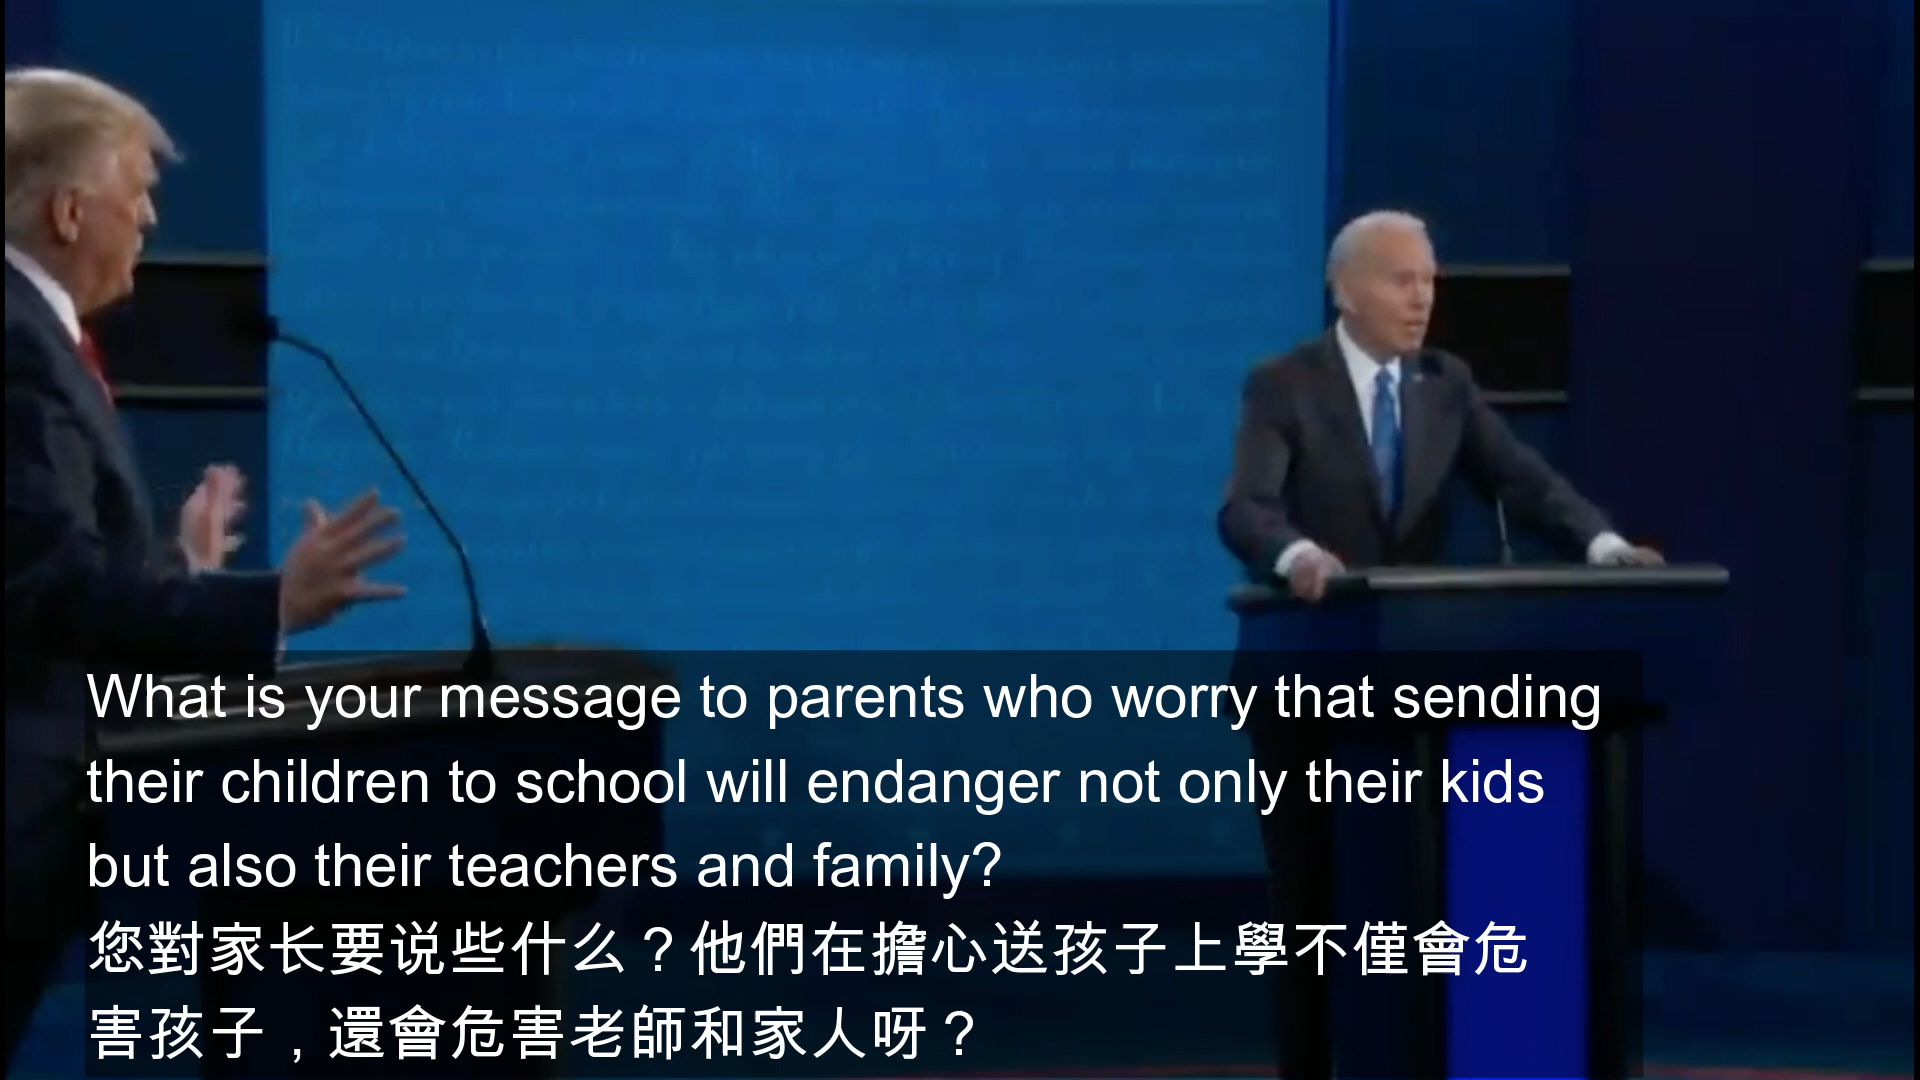 What is your message to parents who worry that sending
their children to school will endanger not only their kids
but also their teachers and family?
您對家长要说些什么？他們在擔心送孩子上學不僅會危
害孩子，還會危害老師和家人呀？